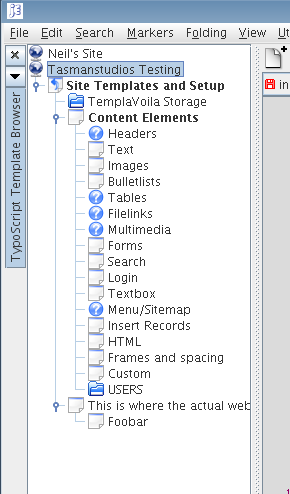 File Edit Search Markers Folding View Ut
TypoScript Template Browser
Neil's Site
Tasmanstudios Testing
Site Templates and Setup
TemplaVoila Storage
Content Elements
Headers
Text
Images
Bulletlists
Tables
Filelinks
Multimedia
Forms
Search
Login
Textbox
Menu/Sitemap
Insert Records
HTML
Frames and spacing
Custom
USERS
This is where the actual web
Foobar
in